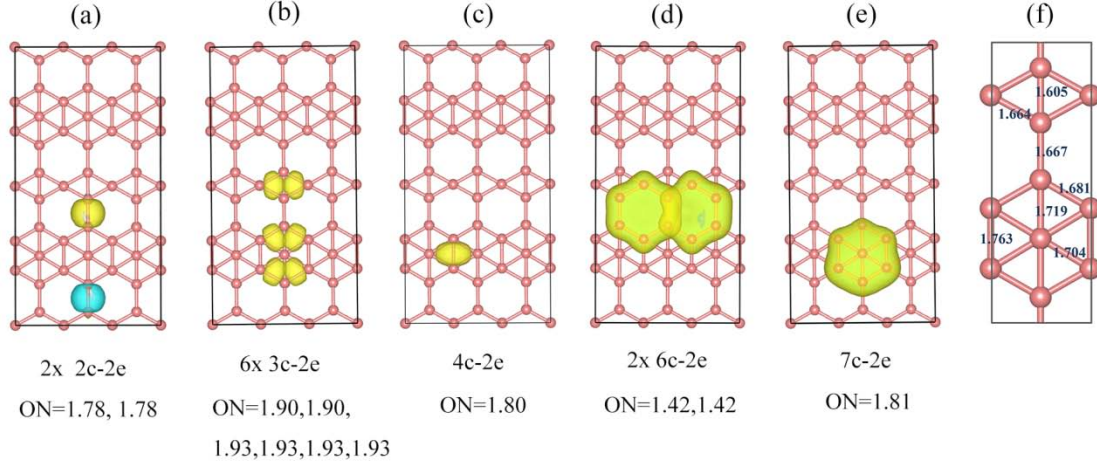 (a) (b) (c) (d) (e) (f)
1.605
1.664
1.667
1.681
1.719
1.763
1.704
2x 2c-2e 6x 3c-2e 4c-2e 2x 6c-2e 7c-2e
ON=1.78, 1.78 ON=1.90,1.90, ON=1.80 ON=1.42,1.42 ON=1.81
1.93,1.93,1.93,1.93